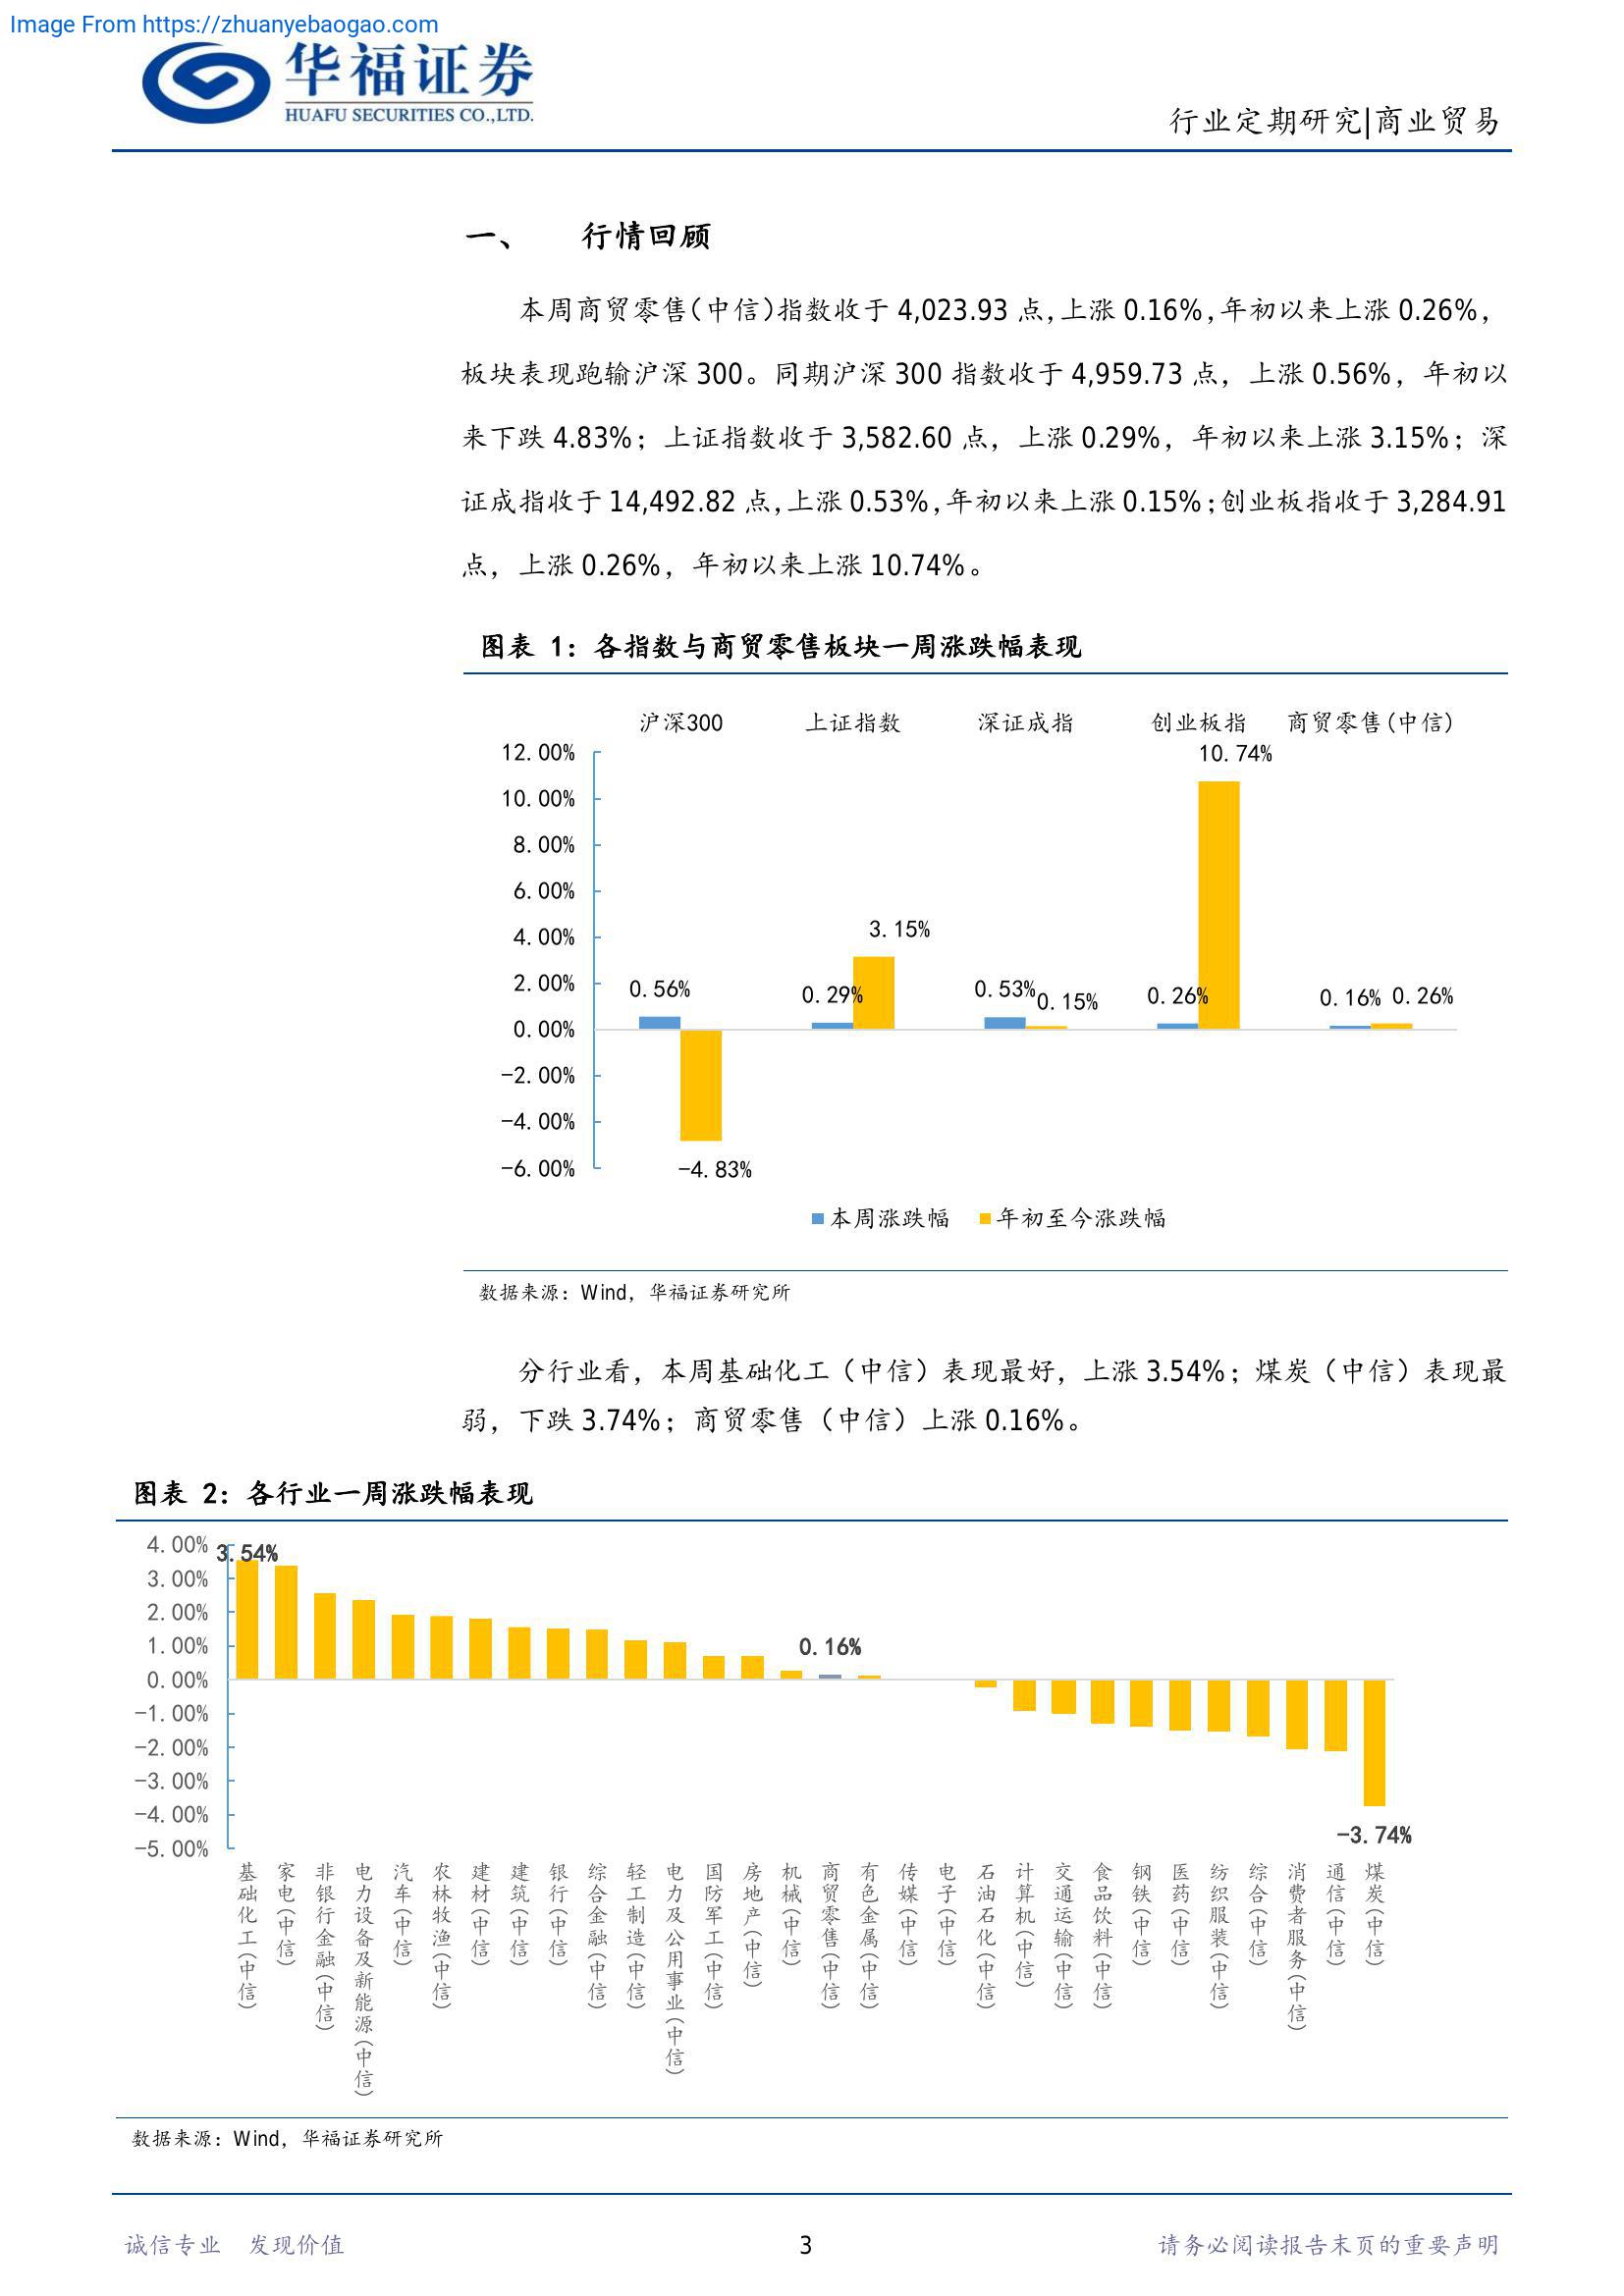 Image From https://zhuanyebaogao.com
华福证券
HUAFU SECURITIES CO.,LTD.
行业定期研究|商业贸易
一、 行情回顾
本周商贸零售(中信)指数收于 4,023.93 点,上涨 0.16%,年初以来上涨 0.26%，
板块表现跑输沪深 300。同期沪深 300 指数收于 4,959.73 点，上涨 0.56%，年初以
来下跌 4.83%；上证指数收于 3,582.60 点，上涨 0.29%，年初以来上涨 3.15%；深
证成指收于 14,492.82 点,上涨 0.53%,年初以来上涨 0.15%;创业板指收于 3,284.91
点，上涨 0.26%，年初以来上涨 10.74%。
图表 1：各指数与商贸零售板块一周涨跌幅表现
沪深300 上证指数 深证成指 创业板指 商贸零售(中信)
12.00%
10.00%
8.00%
6.00%
4.00%
2.00%
0.00%
-2.00%
-4.00%
-6.00%
0.56% -4.83% 0.29% 3.15% 0.53% 0.15% 0.26% 10.74% 0.16% 0.26%
本周涨跌幅 年初至今涨跌幅
数据来源：Wind，华福证券研究所
分行业看，本周基础化工（中信）表现最好，上涨 3.54%；煤炭（中信）表现最
弱，下跌 3.74%；商贸零售（中信）上涨 0.16%。
图表 2：各行业一周涨跌幅表现
4.00%
3.00%
2.00%
1.00%
0.00%
-1.00%
-2.00%
-3.00%
-4.00%
-5.00%
3.54%
0.16%
-3.74%
基础化工(中信)
家电(中信)
非银行金融(中信)
电力设备及新能源(中信)
汽车(中信)
农林牧渔(中信)
建材(中信)
建筑(中信)
银行(中信)
综合金融(中信)
轻工制造(中信)
电力及公用事业(中信)
国防军工(中信)
房地产(中信)
机械(中信)
商贸零售(中信)
有色金属(中信)
传媒(中信)
电子(中信)
石油石化(中信)
计算机(中信)
交通运输(中信)
食品饮料(中信)
钢铁(中信)
医药(中信)
纺织服装(中信)
综合(中信)
消费者服务(中信)
通信(中信)
煤炭(中信)
数据来源：Wind，华福证券研究所
诚信专业 发现价值
3
请务必阅读报告末页的重要声明